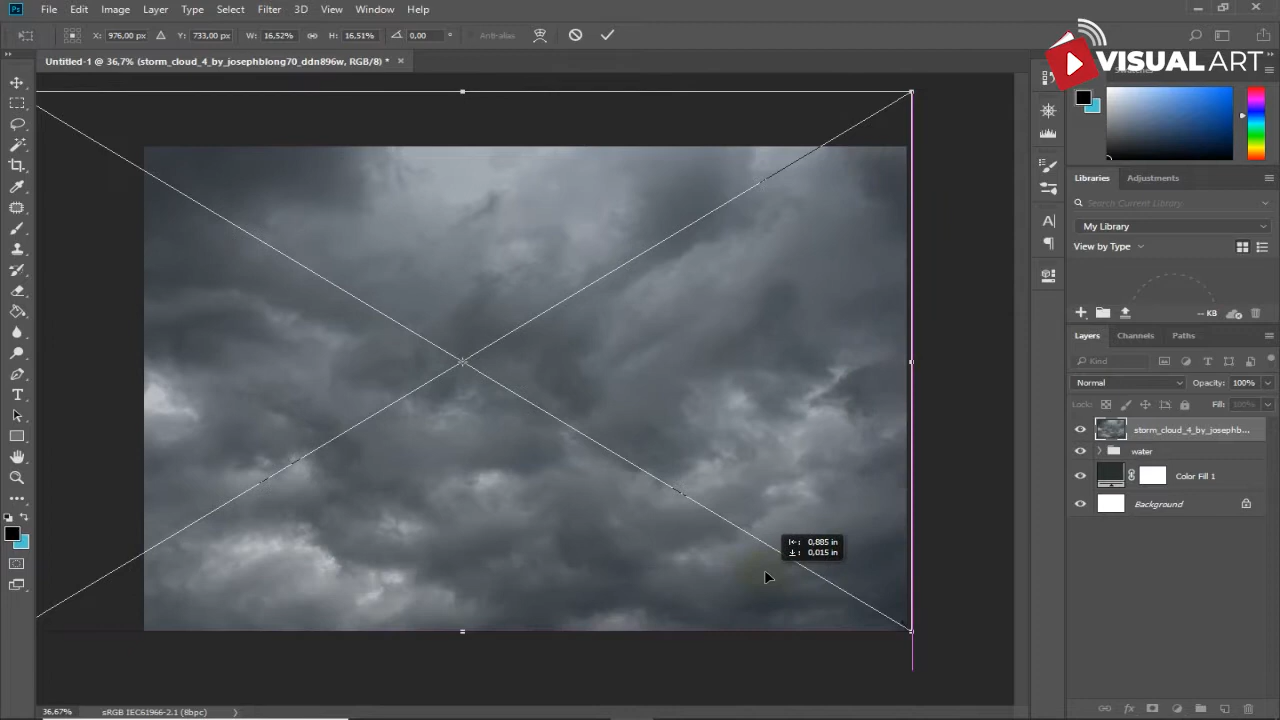 Ps File Edit Image Layer Type Select Filter 3D View Window Help
X: 976,00 px Y: 733,00 px W: 16,52% H: 16,51% 0,00 ° Anti-alias
VISUAL ART
Untitled-1 @ 36,7% (storm_cloud_4_by_josephblong70_ddn896w, RGB/8) * ×
Swatches
Libraries Adjustments
Search Current Library
My Library
View by Type
-- KB
Layers Channels Paths
Kind
Normal Opacity: 100%
Lock: Fill: 100%
storm_cloud_4_by_josephb...
water
Color Fill 1
Background
0,885 in
0,015 in
36,67% sRGB IEC61966-2.1 (8bpc)